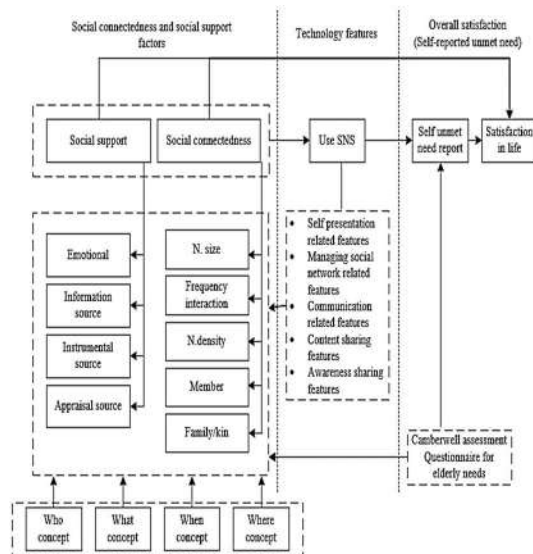 Social connectedness and social support
factors
Technology features
Overall satisfaction
(Self-reported unmet need)
Social support
Social connectedness
Use SNS
Self unmet
need report
Satisfaction
in life
Emotional
Information
source
Instrumental
source
Appraisal source
N. size
Frequency
interaction
N.density
Member
Family/kin
Self presentation
related features
Managing social
network related
features
Communication
related features
Content sharing
features
Awareness sharing
features
Camberwell assessment
Questionnaire for
elderly needs
Who
concept
What
concept
When
concept
Where
concept